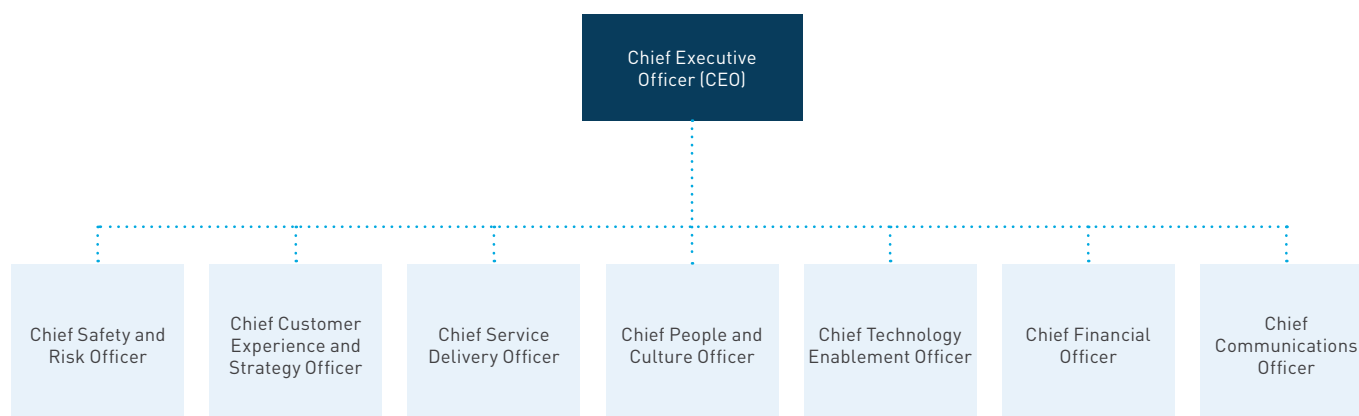 Chief Executive
Officer (CEO)
Chief Safety and
Risk Officer
Chief Customer
Experience and
Strategy Officer
Chief Service
Delivery Officer
Chief People and
Culture Officer
Chief Technology
Enablement Officer
Chief Financial
Officer
Chief
Communications
Officer